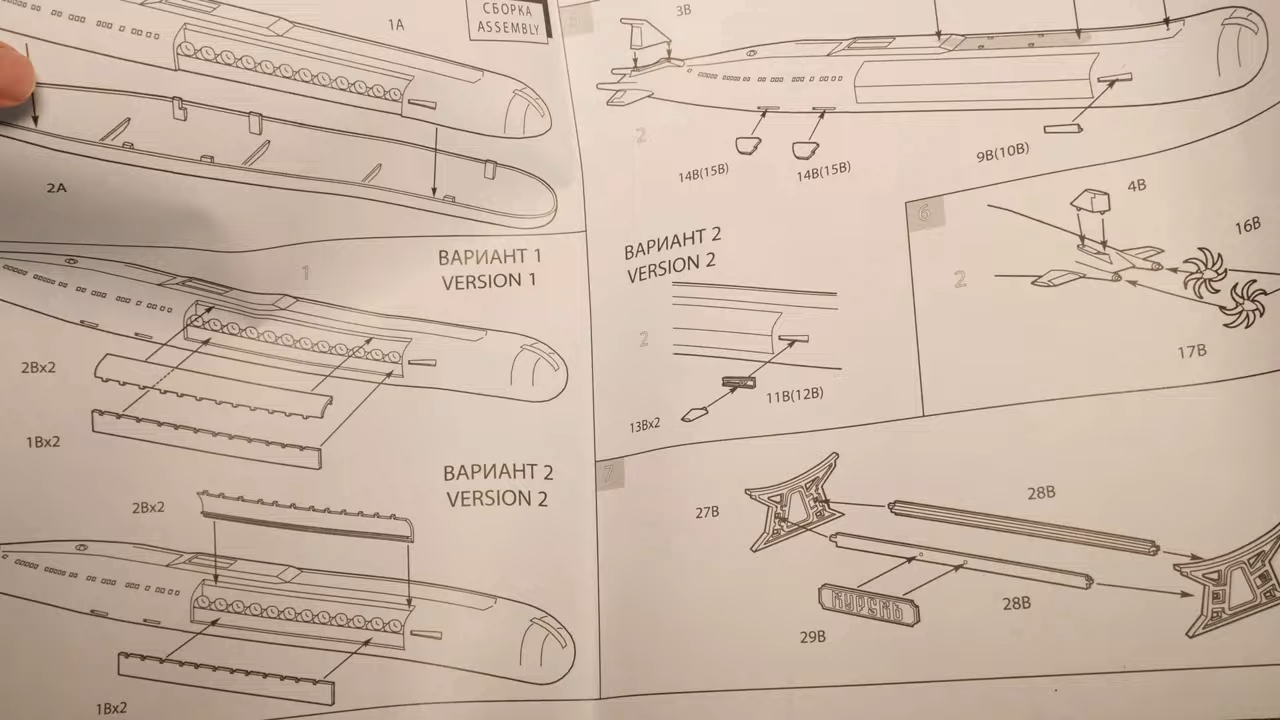 СБОРКА
ASSEMBLY
1A
2A
ВАРИАНТ 1
VERSION 1
1
2Bx2
1Bx2
ВАРИАНТ 2
VERSION 2
2Bx2
1Bx2
3B
2
14B(15B)
14B(15B)
9B(10B)
ВАРИАНТ 2
VERSION 2
2
11B(12B)
13Bx2
6
4B
16B
2
17B
7
27B
28B
28B
КУРСКЪ
29B